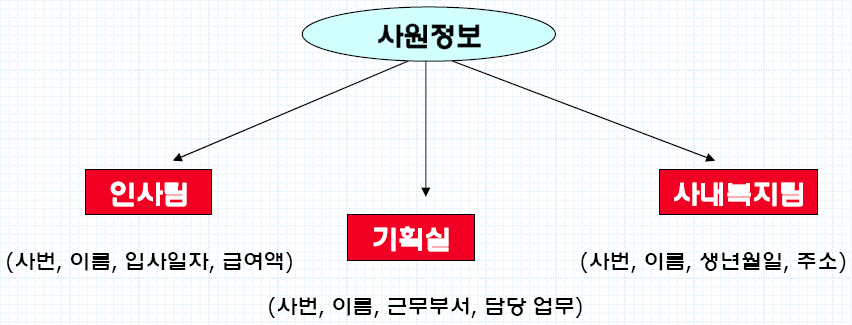 사원정보
인사팀
사내복지팀
기획실
(사번, 이름, 입사일자, 급여액)
(사번, 이름, 생년월일, 주소)
(사번, 이름, 근무부서, 담당 업무)